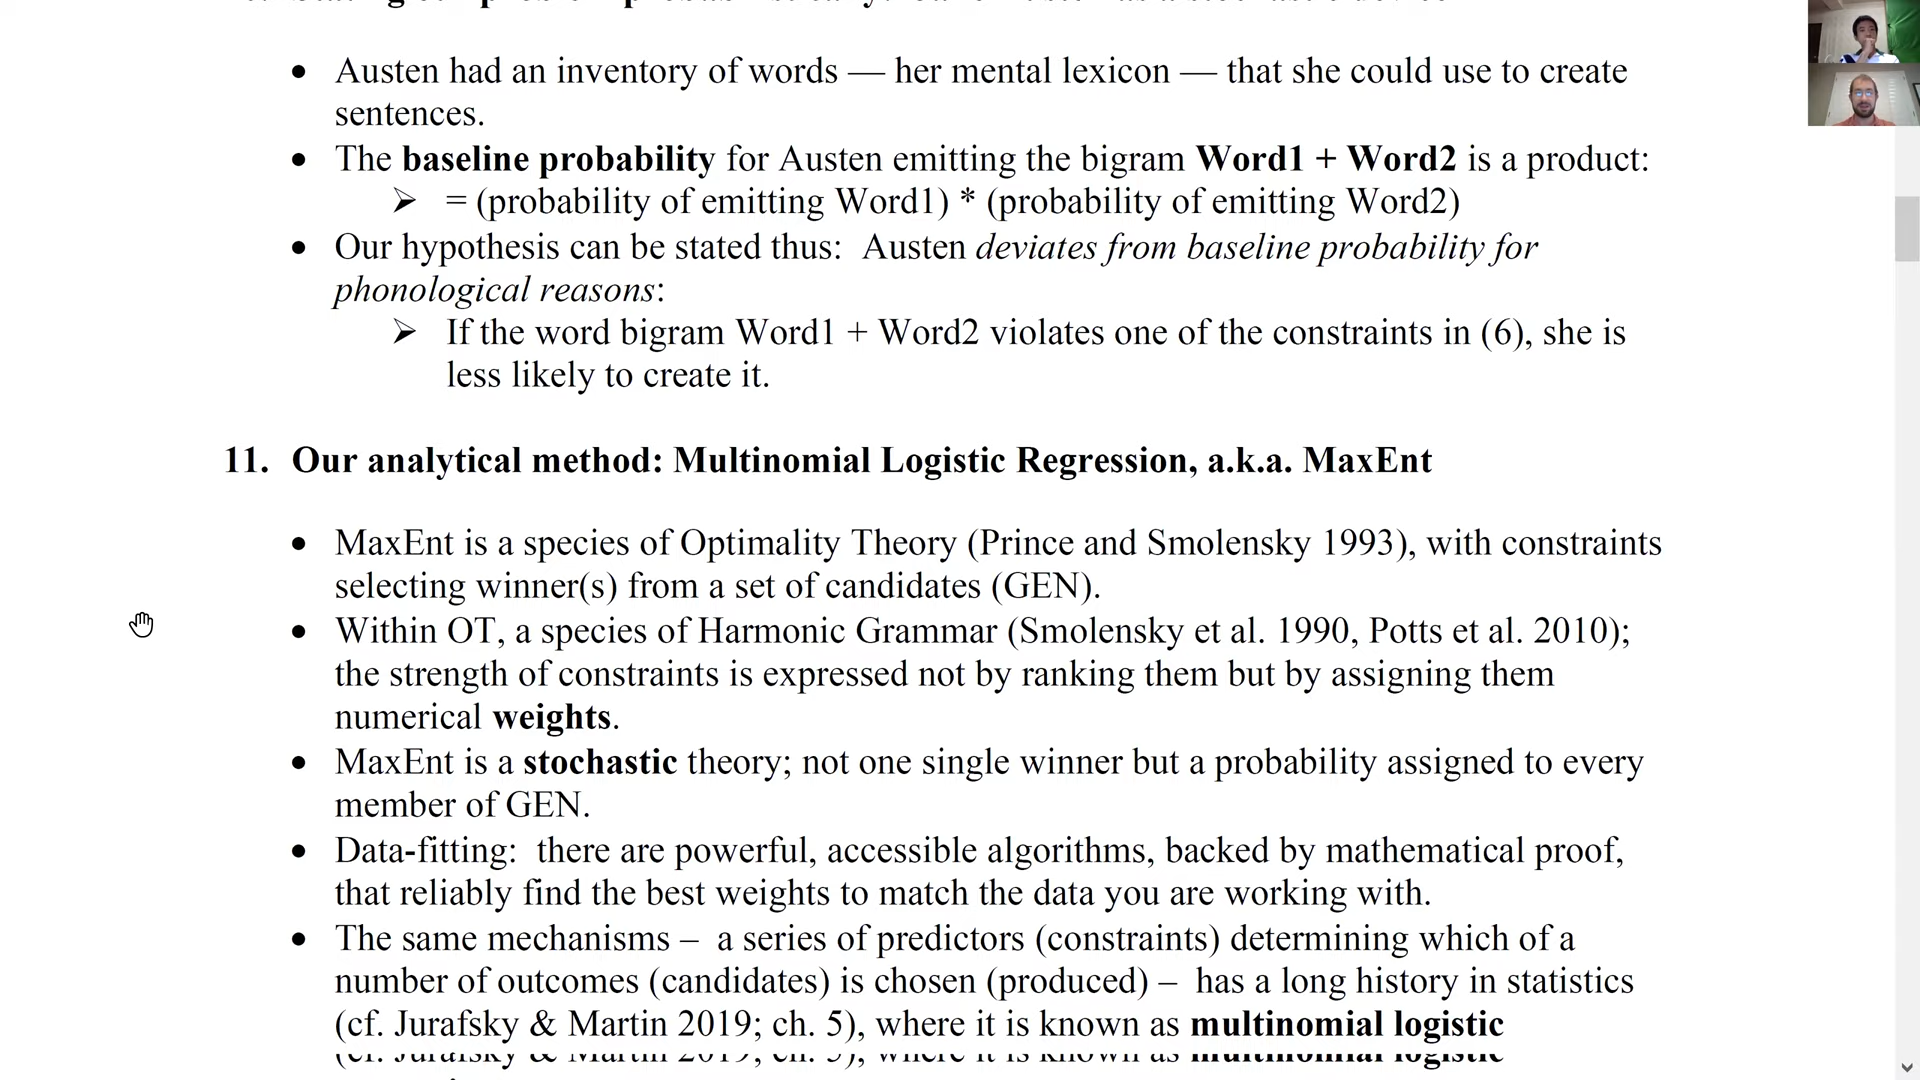 • Austen had an inventory of words — her mental lexicon — that she could use to create
sentences.
• The baseline probability for Austen emitting the bigram Word1 + Word2 is a product:
➢ = (probability of emitting Word1) * (probability of emitting Word2)
• Our hypothesis can be stated thus:  Austen deviates from baseline probability for
phonological reasons:
➢ If the word bigram Word1 + Word2 violates one of the constraints in (6), she is
less likely to create it.
11. Our analytical method: Multinomial Logistic Regression, a.k.a. MaxEnt
• MaxEnt is a species of Optimality Theory (Prince and Smolensky 1993), with constraints
selecting winner(s) from a set of candidates (GEN).
• Within OT, a species of Harmonic Grammar (Smolensky et al. 1990, Potts et al. 2010);
the strength of constraints is expressed not by ranking them but by assigning them
numerical weights.
• MaxEnt is a stochastic theory; not one single winner but a probability assigned to every
member of GEN.
• Data-fitting:  there are powerful, accessible algorithms, backed by mathematical proof,
that reliably find the best weights to match the data you are working with.
• The same mechanisms –  a series of predictors (constraints) determining which of a
number of outcomes (candidates) is chosen (produced) –  has a long history in statistics
(cf. Jurafsky & Martin 2019; ch. 5), where it is known as multinomial logistic